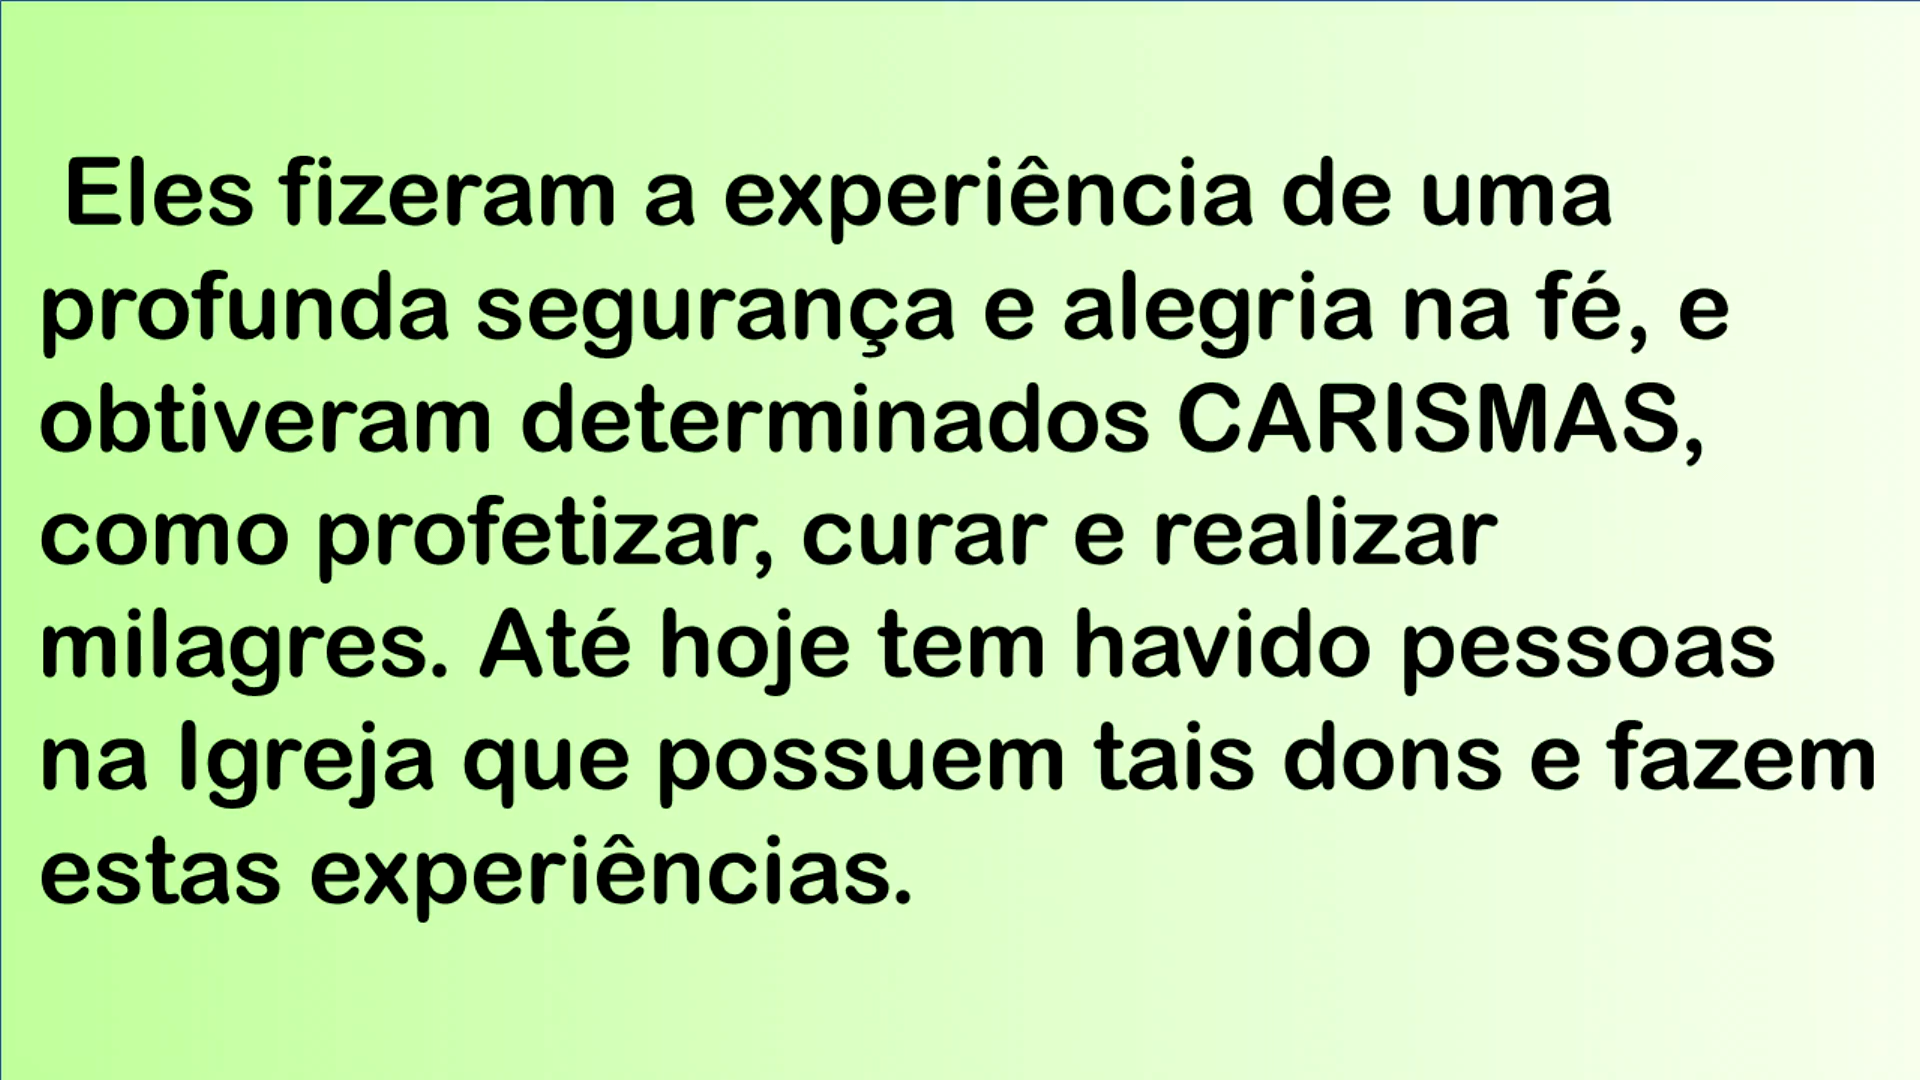 Eles fizeram a experiência de uma
profunda segurança e alegria na fé, e
obtiveram determinados CARISMAS,
como profetizar, curar e realizar
milagres. Até hoje tem havido pessoas
na Igreja que possuem tais dons e fazem
estas experiências.